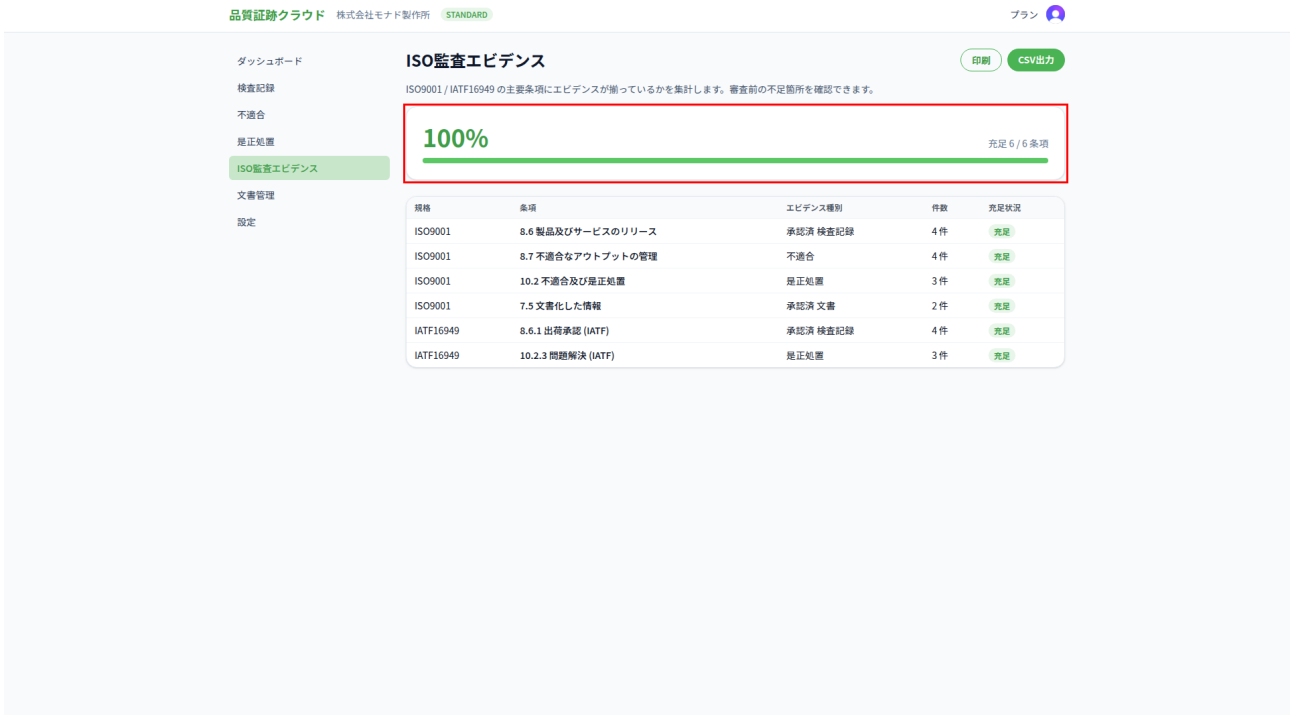 品質証跡クラウド 株式会社モナド製作所 STANDARD プラン
ダッシュボード
検査記録
不適合
是正処置
ISO監査エビデンス
文書管理
設定
ISO監査エビデンス 印刷 CSV出力
ISO9001 / IATF16949 の主要条項にエビデンスが揃っているかを集計します。審査前の不足箇所を確認できます。
100% 充足 6 / 6 条項
規格 条項 エビデンス種別 件数 充足状況
ISO9001 8.6 製品及びサービスのリリース 承認済 検査記録 4 件 充足
ISO9001 8.7 不適合なアウトプットの管理 不適合 4 件 充足
ISO9001 10.2 不適合及び是正処置 是正処置 3 件 充足
ISO9001 7.5 文書化した情報 承認済 文書 2 件 充足
IATF16949 8.6.1 出荷承認 (IATF) 承認済 検査記録 4 件 充足
IATF16949 10.2.3 問題解決 (IATF) 是正処置 3 件 充足